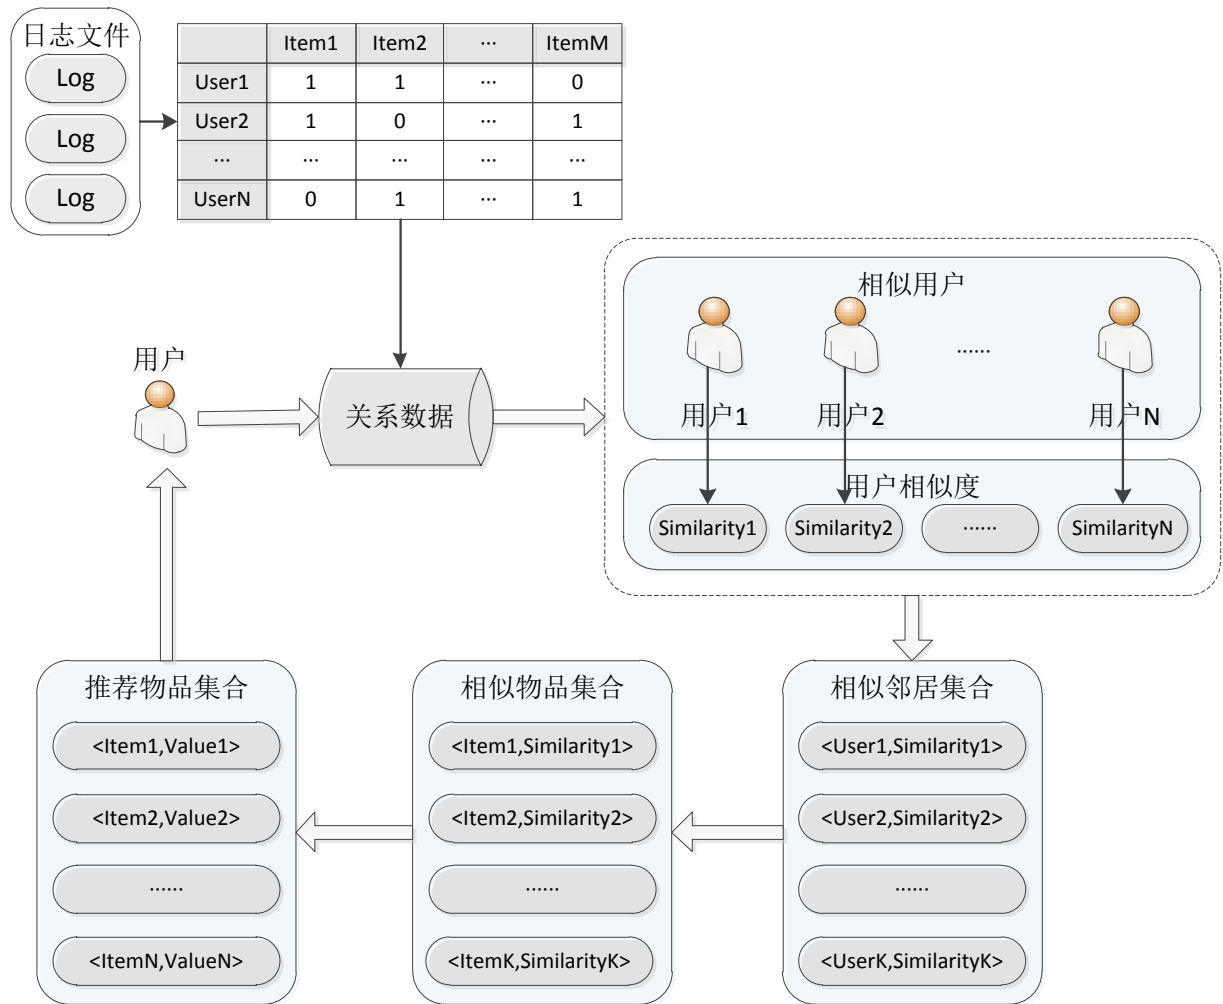 日志文件
Log
Log
Log
Item1 Item2 ... ItemM
User1 1 1 ... 0
User2 1 0 ... 1
... ... ... ... ...
UserN 0 1 ... 1
相似用户
......
用户1 用户2 用户N
用户
关系数据
用户相似度
Similarity1 Similarity2 ...... SimilarityN
推荐物品集合
<Item1,Value1>
<Item2,Value2>
......
<ItemN,ValueN>
相似物品集合
<Item1,Similarity1>
<Item2,Similarity2>
......
<ItemK,SimilarityK>
相似邻居集合
<User1,Similarity1>
<User2,Similarity2>
......
<UserK,SimilarityK>